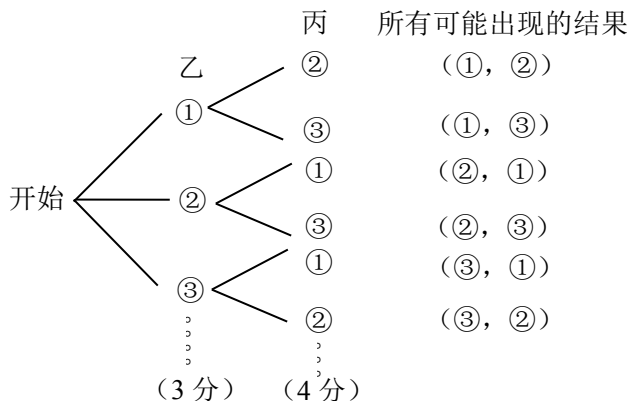 丙 所有可能出现的结果
乙 ② (①，②)
①
③ (①，③)
① (②，①)
开始 ②
③ (②，③)
① (③，①)
③
② (③，②)
(3 分) (4 分)